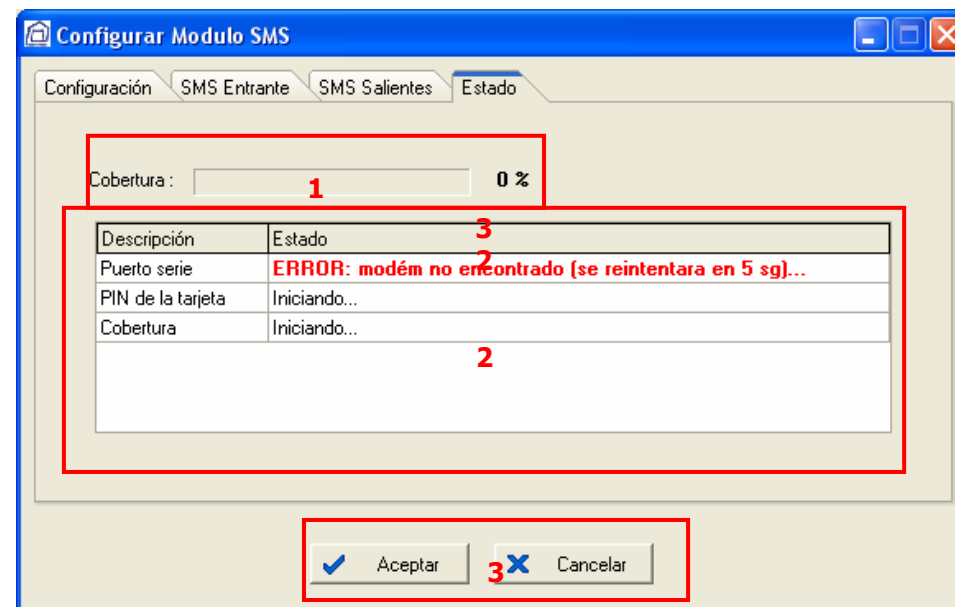 Configurar Modulo SMS
Configuración SMS Entrante SMS Salientes Estado
Cobertura : 1 0 %
3
Descripción Estado
2
Puerto serie ERROR: modém no encontrado (se reintentara en 5 sg)...
PIN de la tarjeta Iniciando...
Cobertura Iniciando...
2
Aceptar 3 Cancelar